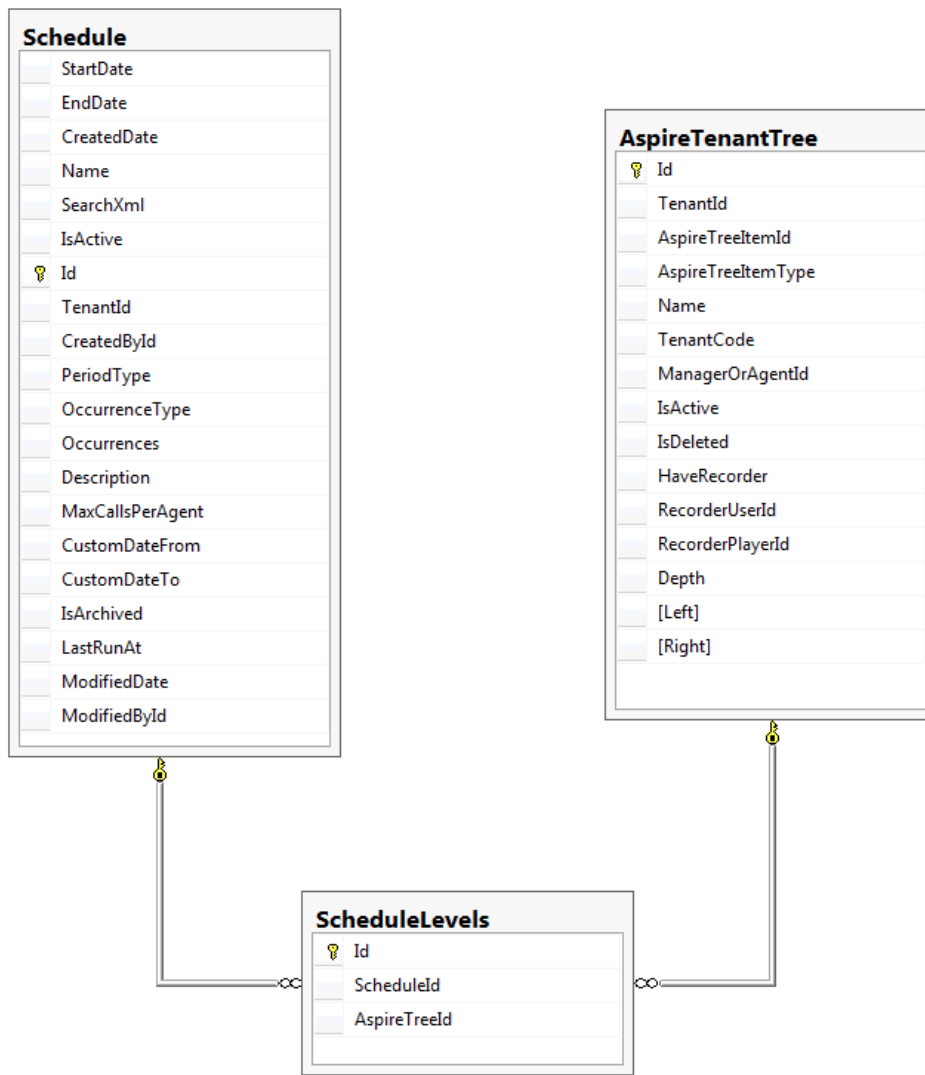 Schedule
StartDate
EndDate
CreatedDate
Name
SearchXml
IsActive
Id
TenantId
CreatedById
PeriodType
OccurrenceType
Occurrences
Description
MaxCallsPerAgent
CustomDateFrom
CustomDateTo
IsArchived
LastRunAt
ModifiedDate
ModifiedById
AspireTenantTree
Id
TenantId
AspireTreeItemId
AspireTreeItemType
Name
TenantCode
ManagerOrAgentId
IsActive
IsDeleted
HaveRecorder
RecorderUserId
RecorderPlayerId
Depth
[Left]
[Right]
ScheduleLevels
Id
ScheduleId
AspireTreeId